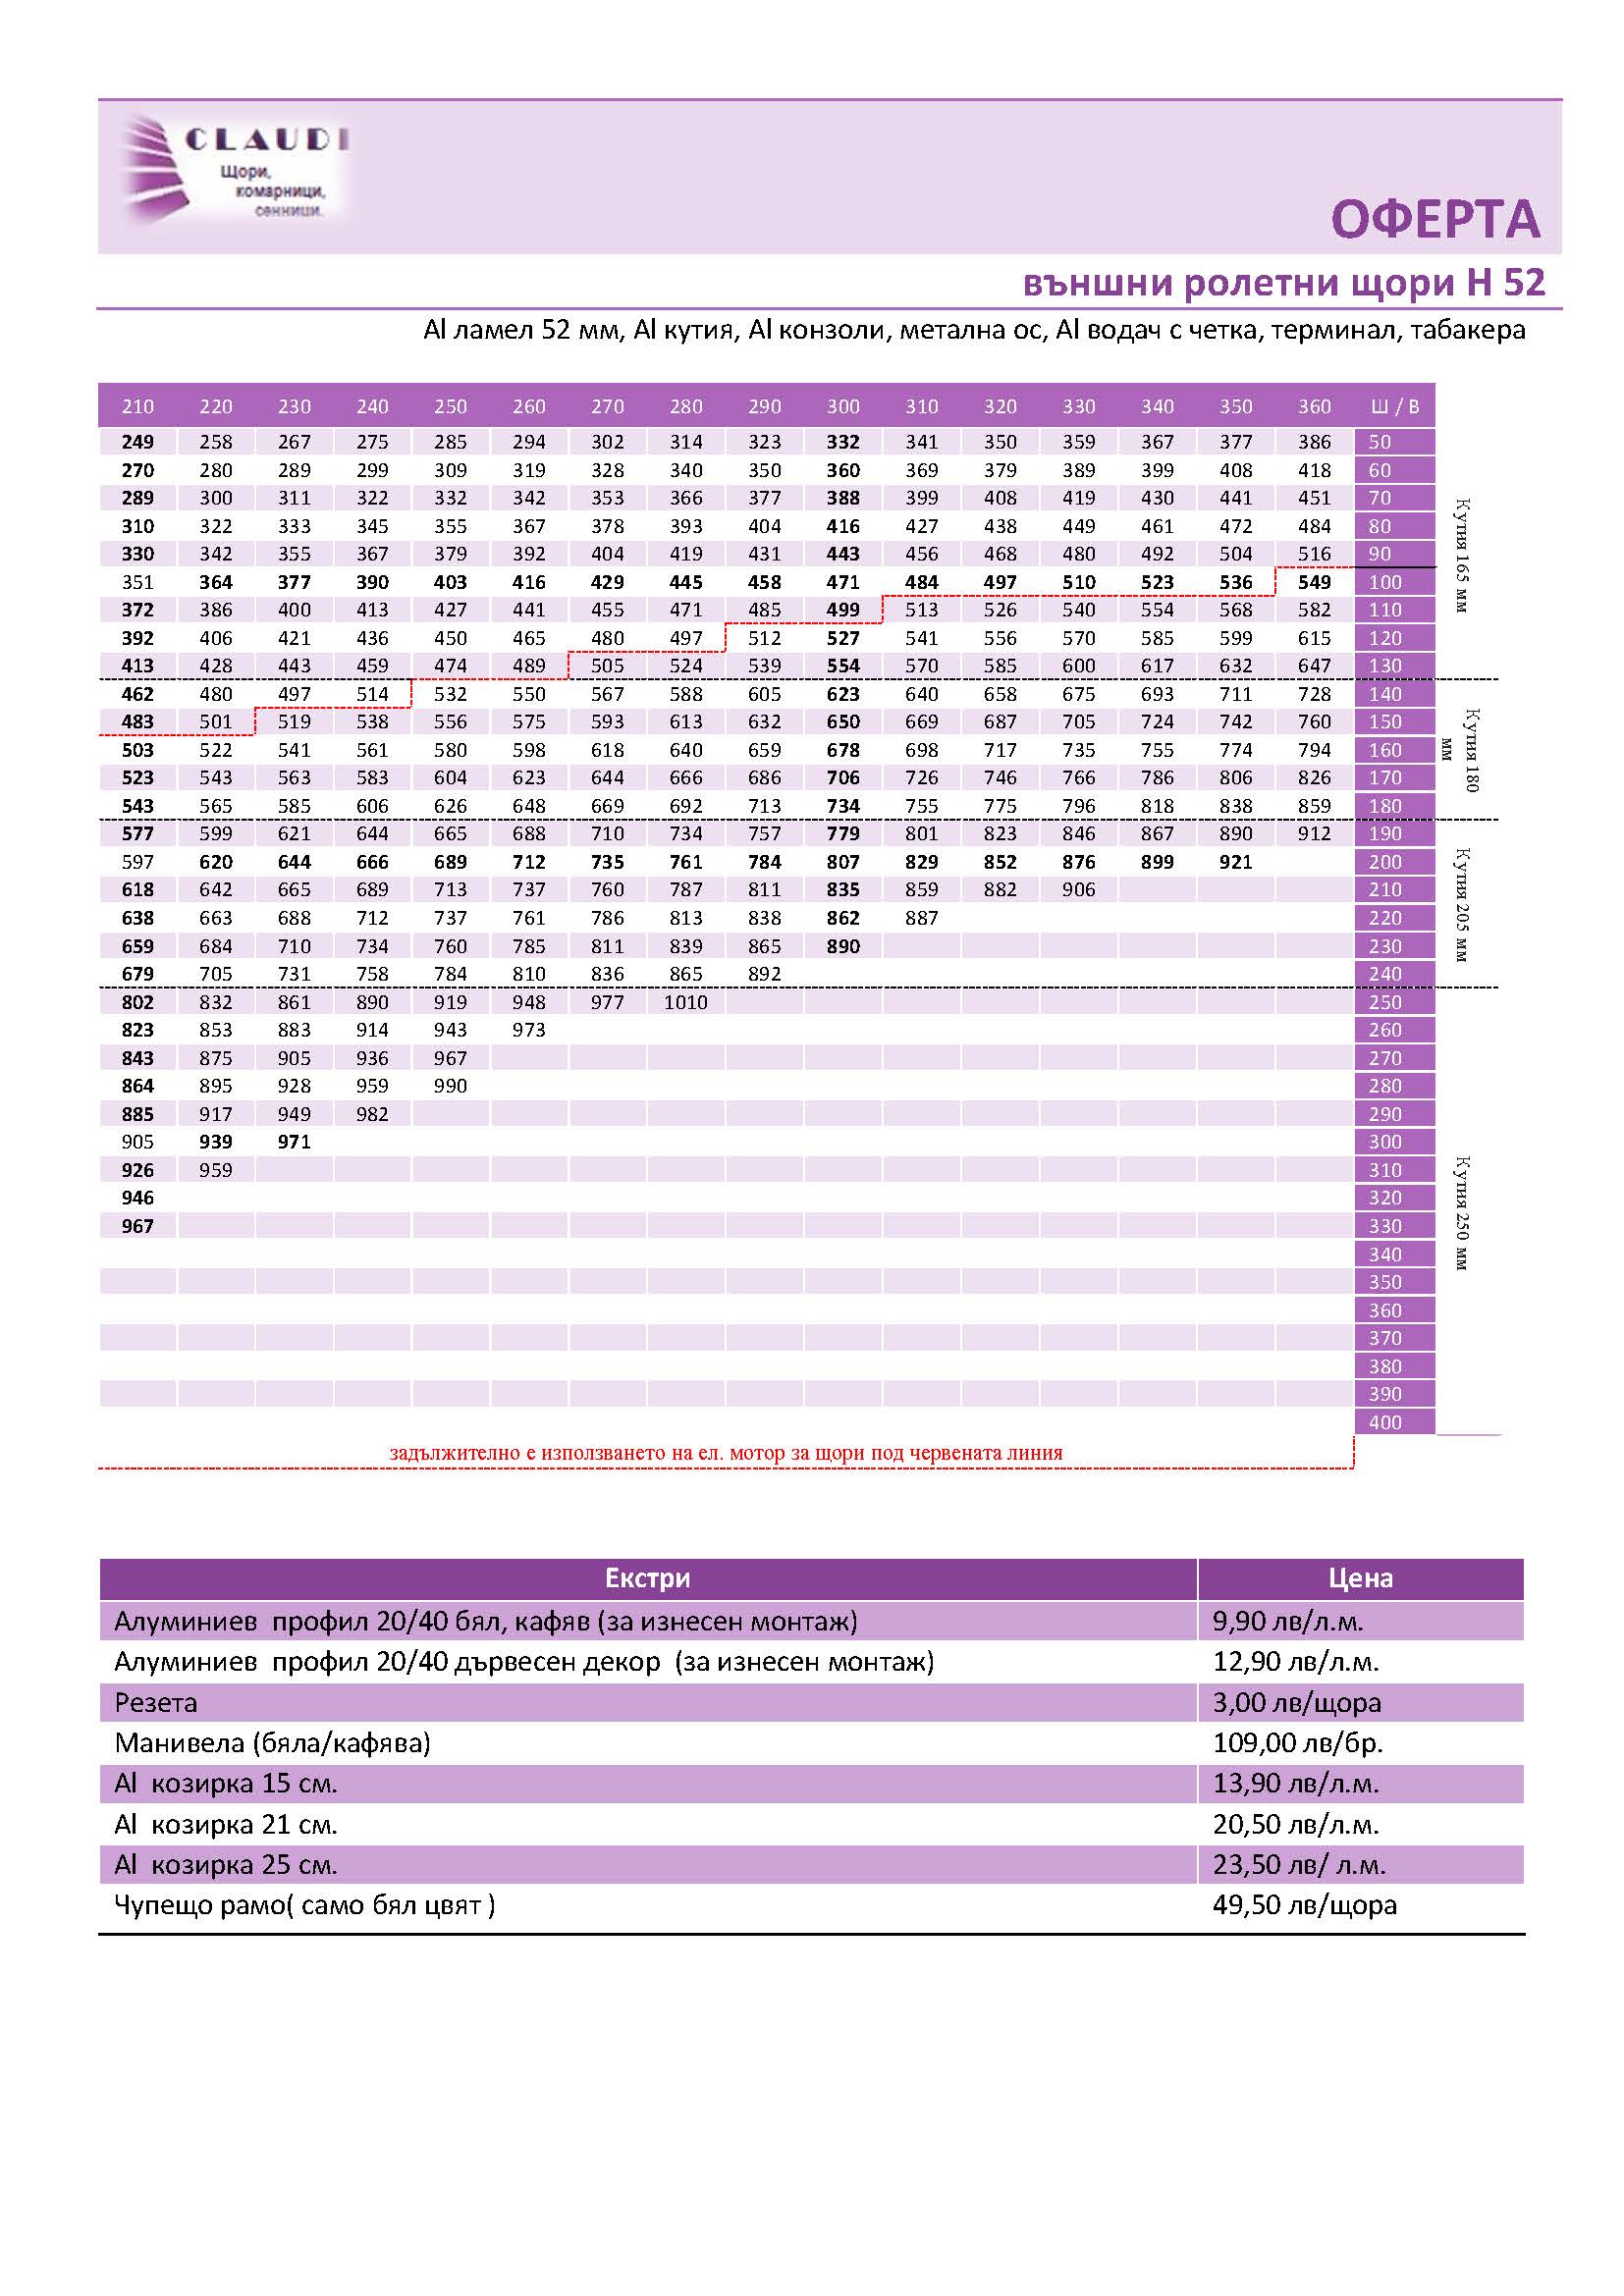 CLAUDI
Щори,
комарници,
сенници.
ОФЕРТА
външни ролетни щори H 52
Al ламел 52 мм, Al кутия, Al конзоли, метална ос, Al водач с четка, терминал, табакера
210 220 230 240 250 260 270 280 290 300 310 320 330 340 350 360 Ш / В
249 258 267 275 285 294 302 314 323 332 341 350 359 367 377 386 50
270 280 289 299 309 319 328 340 350 360 369 379 389 399 408 418 60
289 300 311 322 332 342 353 366 377 388 399 408 419 430 441 451 70
310 322 333 345 355 367 378 393 404 416 427 438 449 461 472 484 80
330 342 355 367 379 392 404 419 431 443 456 468 480 492 504 516 90
351 364 377 390 403 416 429 445 458 471 484 497 510 523 536 549 100
372 386 400 413 427 441 455 471 485 499 513 526 540 554 568 582 110
392 406 421 436 450 465 480 497 512 527 541 556 570 585 599 615 120
413 428 443 459 474 489 505 524 539 554 570 585 600 617 632 647 130
Кутия 165 мм
462 480 497 514 532 550 567 588 605 623 640 658 675 693 711 728 140
483 501 519 538 556 575 593 613 632 650 669 687 705 724 742 760 150
503 522 541 561 580 598 618 640 659 678 698 717 735 755 774 794 160
523 543 563 583 604 623 644 666 686 706 726 746 766 786 806 826 170
543 565 585 606 626 648 669 692 713 734 755 775 796 818 838 859 180
Кутия 180
мм
577 599 621 644 665 688 710 734 757 779 801 823 846 867 890 912 190
597 620 644 666 689 712 735 761 784 807 829 852 876 899 921 200
618 642 665 689 713 737 760 787 811 835 859 882 906 210
638 663 688 712 737 761 786 813 838 862 887 220
659 684 710 734 760 785 811 839 865 890 230
679 705 731 758 784 810 836 865 892 240
Кутия 205 мм
802 832 861 890 919 948 977 1010 250
823 853 883 914 943 973 260
843 875 905 936 967 270
864 895 928 959 990 280
885 917 949 982 290
905 939 971 300
926 959 310
946 320
967 330
340
350
360
370
380
390
400
Кутия 250 мм
задължително е използването на ел. мотор за щори под червената линия
Екстри Цена
Алуминиев профил 20/40 бял, кафяв (за изнесен монтаж) 9,90 лв/л.м.
Алуминиев профил 20/40 дървесен декор (за изнесен монтаж) 12,90 лв/л.м.
Резета 3,00 лв/щора
Манивела (бяла/кафява) 109,00 лв/бр.
Al козирка 15 см. 13,90 лв/л.м.
Al козирка 21 см. 20,50 лв/л.м.
Al козирка 25 см. 23,50 лв/ л.м.
Чупещо рамо( само бял цвят ) 49,50 лв/щора